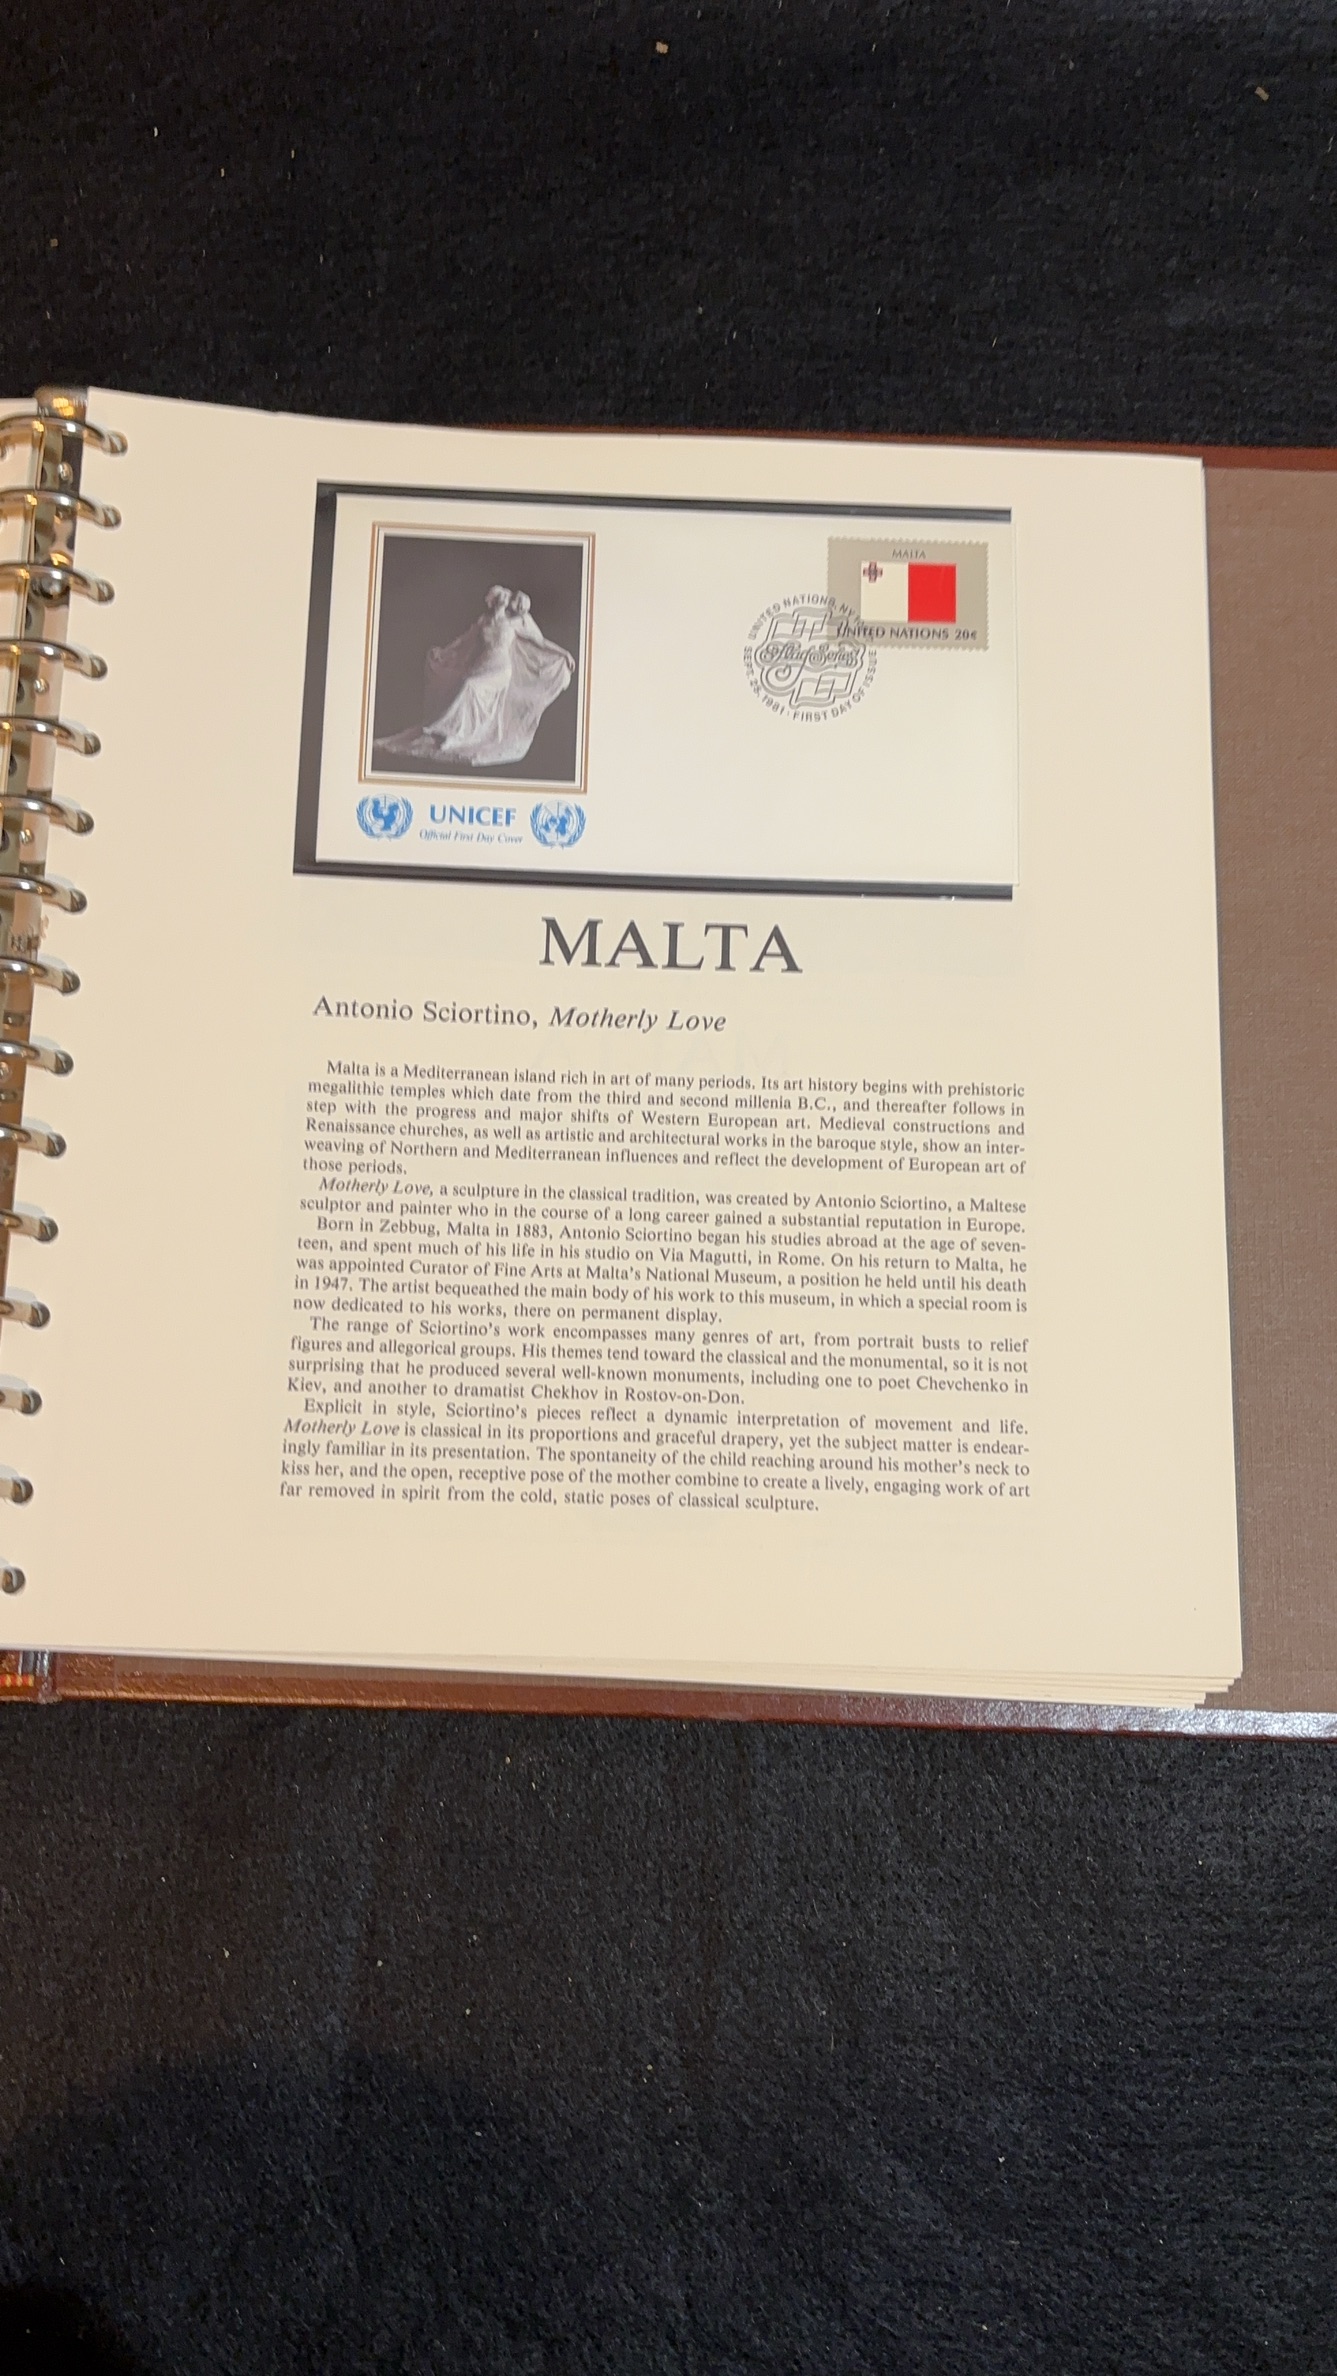 MALTA
UNITED NATIONS 20¢
UNITED NATIONS, NY
SEPT. 25, 1981 · FIRST DAY OF ISSUE
UNICEF
Official First Day Cover
MALTA
Antonio Sciortino, Motherly Love
Malta is a Mediterranean island rich in art of many periods. Its art history begins with prehistoric
megalithic temples which date from the third and second millenia B.C., and thereafter follows in
step with the progress and major shifts of Western European art. Medieval constructions and
Renaissance churches, as well as artistic and architectural works in the baroque style, show an inter-
weaving of Northern and Mediterranean influences and reflect the development of European art of
those periods.
Motherly Love, a sculpture in the classical tradition, was created by Antonio Sciortino, a Maltese
sculptor and painter who in the course of a long career gained a substantial reputation in Europe.
Born in Zebbug, Malta in 1883, Antonio Sciortino began his studies abroad at the age of seven-
teen, and spent much of his life in his studio on Via Magutti, in Rome. On his return to Malta, he
was appointed Curator of Fine Arts at Malta's National Museum, a position he held until his death
in 1947. The artist bequeathed the main body of his work to this museum, in which a special room is
now dedicated to his works, there on permanent display.
The range of Sciortino's work encompasses many genres of art, from portrait busts to relief
figures and allegorical groups. His themes tend toward the classical and the monumental, so it is not
surprising that he produced several well-known monuments, including one to poet Chevchenko in
Kiev, and another to dramatist Chekhov in Rostov-on-Don.
Explicit in style, Sciortino's pieces reflect a dynamic interpretation of movement and life.
Motherly Love is classical in its proportions and graceful drapery, yet the subject matter is endear-
ingly familiar in its presentation. The spontaneity of the child reaching around his mother's neck to
kiss her, and the open, receptive pose of the mother combine to create a lively, engaging work of art
far removed in spirit from the cold, static poses of classical sculpture.